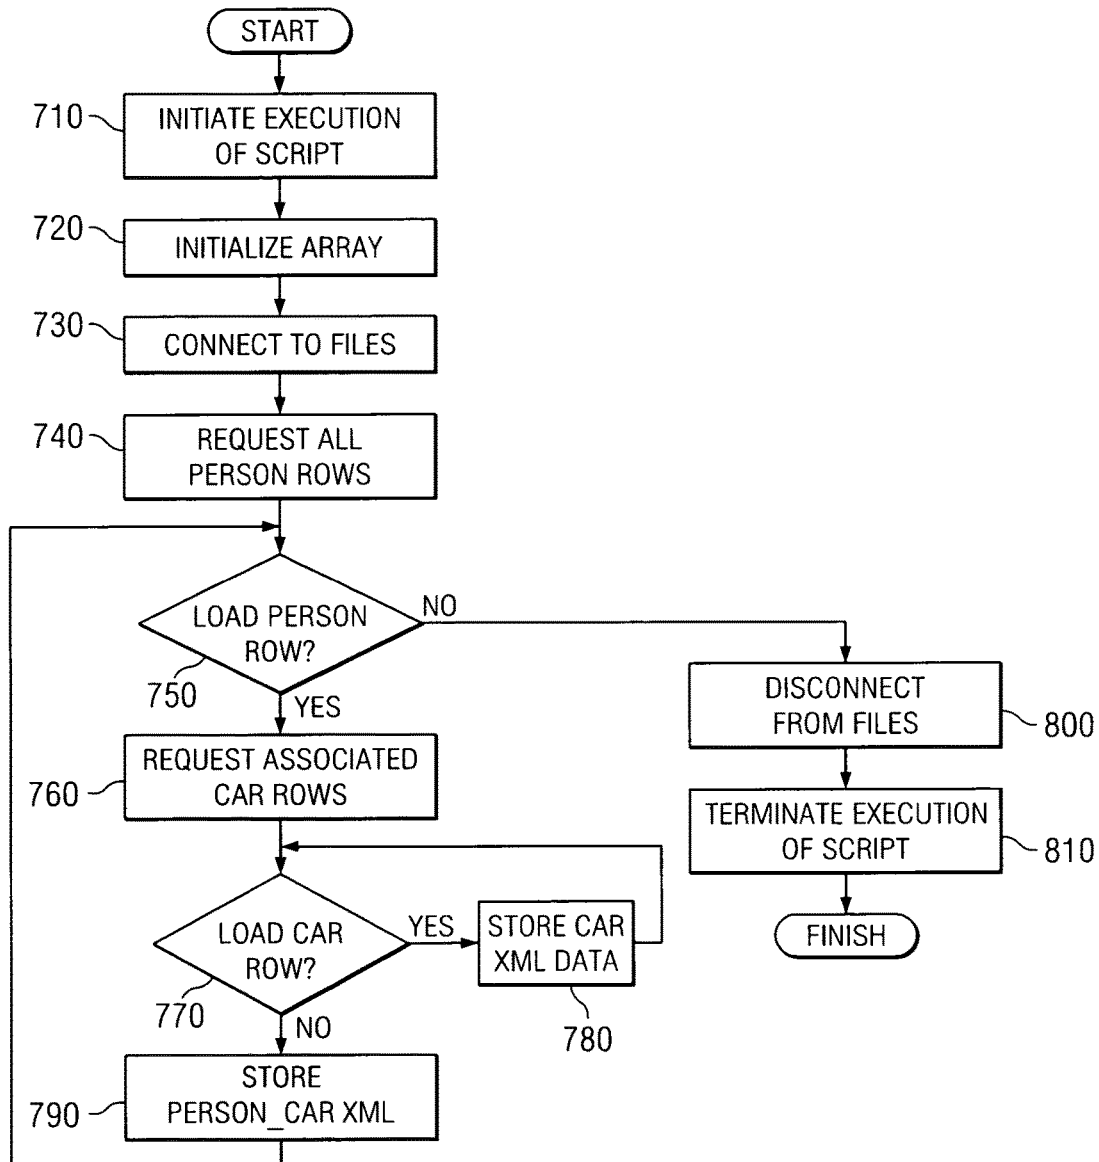 START
710
INITIATE EXECUTION
OF SCRIPT
720
INITIALIZE ARRAY
730
CONNECT TO FILES
740
REQUEST ALL
PERSON ROWS
LOAD PERSON
ROW?
NO
750
YES
DISCONNECT
FROM FILES
800
760
REQUEST ASSOCIATED
CAR ROWS
TERMINATE EXECUTION
OF SCRIPT
810
LOAD CAR
ROW?
YES
770
NO
STORE CAR
XML DATA
780
FINISH
790
STORE
PERSON_CAR XML